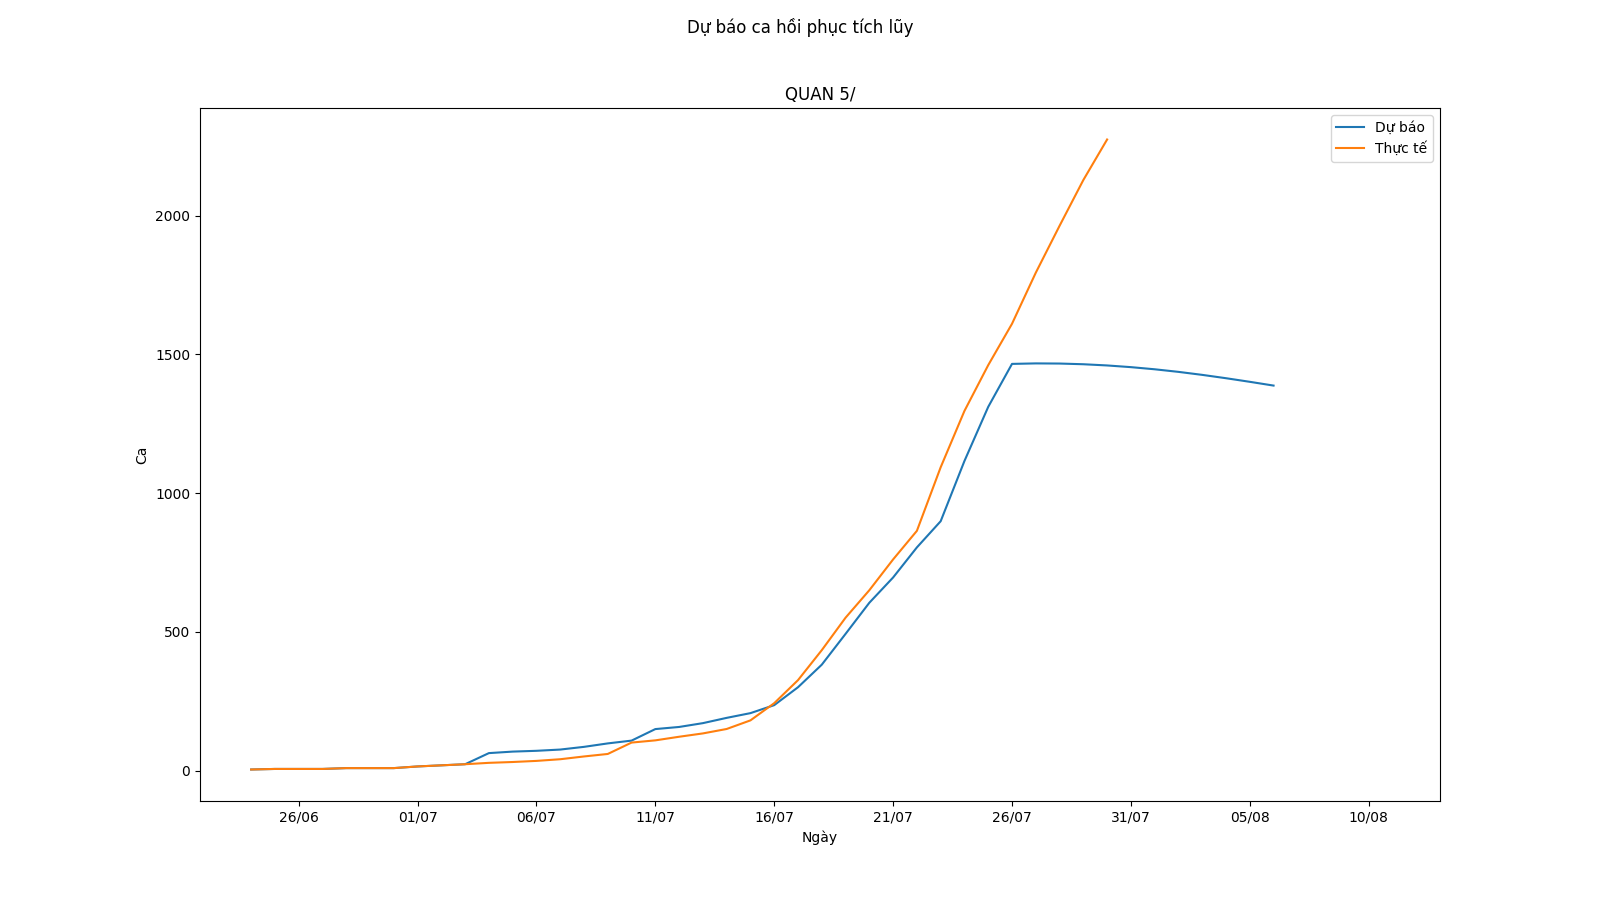 Dự báo ca hồi phục tích lũy
QUAN 5/
Dự báo
Thực tế
Ca
2000
1500
1000
500
0
26/06
01/07
06/07
11/07
16/07
21/07
26/07
31/07
05/08
10/08
Ngày